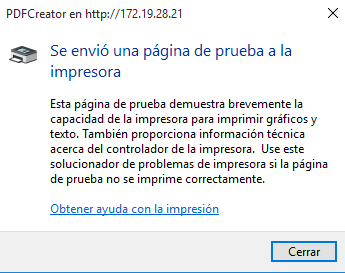 PDFCreator en http://172.19.28.21
Se envió una página de prueba a la
impresora
Esta página de prueba demuestra brevemente la
capacidad de la impresora para imprimir gráficos y
texto. También proporciona información técnica
acerca del controlador de la impresora.  Use este
solucionador de problemas de impresora si la página
de prueba no se imprime correctamente.
Obtener ayuda con la impresión
Cerrar